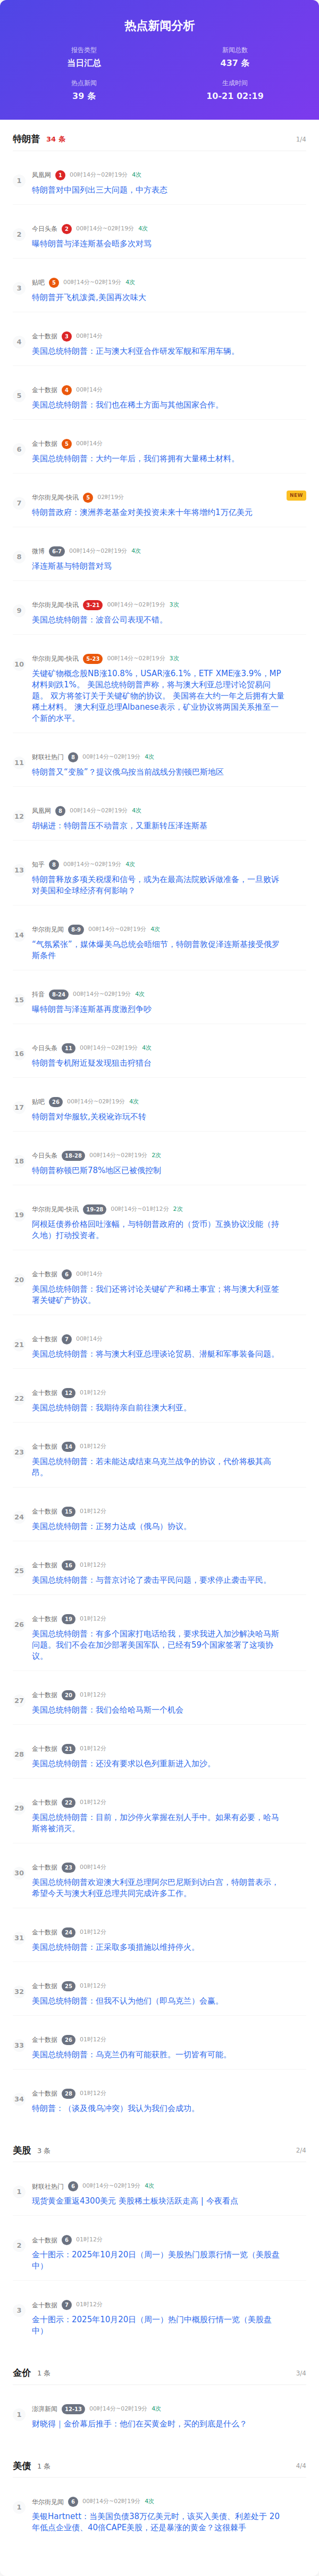 热点新闻分析
报告类型
新闻总数
当日汇总
437 条
热点新闻
生成时间
39 条
10-21 02:19
特朗普 34 条 1/4
1
凤凰网 1 00时14分~02时19分 4次
特朗普对中国列出三大问题，中方表态
2
今日头条 2 00时14分~02时19分 4次
曝特朗普与泽连斯基会晤多次对骂
3
贴吧 5 00时14分~02时19分 4次
特朗普开飞机泼粪,美国再次味大
4
金十数据 3 00时14分
美国总统特朗普：正与澳大利亚合作研发军舰和军用车辆。
5
金十数据 4 00时14分
美国总统特朗普：我们也在稀土方面与其他国家合作。
6
金十数据 5 00时14分
美国总统特朗普：大约一年后，我们将拥有大量稀土材料。
7
华尔街见闻-快讯 5 02时19分
NEW
特朗普政府：澳洲养老基金对美投资未来十年将增约1万亿美元
8
微博 6-7 00时14分~02时19分 4次
泽连斯基与特朗普对骂
9
华尔街见闻-快讯 3-21 00时14分~02时19分 3次
美国总统特朗普：波音公司表现不错。
10
华尔街见闻-快讯 5-23 00时14分~02时19分 3次
关键矿物概念股NB涨10.8%，USAR涨6.1%，ETF XME涨3.9%，MP
材料则跌1%。 美国总统特朗普声称，将与澳大利亚总理讨论贸易问
题。 双方将签订关于关键矿物的协议。 美国将在大约一年之后拥有大量
稀土材料。 澳大利亚总理Albanese表示，矿业协议将两国关系推至一
个新的水平。
11
财联社热门 8 00时14分~02时19分 4次
特朗普又“变脸”？提议俄乌按当前战线分割顿巴斯地区
12
凤凰网 8 00时14分~02时19分 4次
胡锡进：特朗普压不动普京，又重新转压泽连斯基
13
知乎 8 00时14分~02时19分 4次
特朗普释放多项关税缓和信号，或为在最高法院败诉做准备，一旦败诉
对美国和全球经济有何影响？
14
华尔街见闻 8-9 00时14分~02时19分 4次
“气氛紧张”，媒体爆美乌总统会晤细节，特朗普敦促泽连斯基接受俄罗
斯条件
15
抖音 8-24 00时14分~02时19分 4次
曝特朗普与泽连斯基再度激烈争吵
16
今日头条 11 00时14分~02时19分 4次
特朗普专机附近疑发现狙击狩猎台
17
贴吧 26 00时14分~02时19分 4次
特朗普对华服软,关税讹诈玩不转
18
今日头条 18-28 00时14分~02时19分 2次
特朗普称顿巴斯78%地区已被俄控制
19
华尔街见闻-快讯 19-28 00时14分~01时12分 2次
阿根廷债券价格回吐涨幅，与特朗普政府的（货币）互换协议没能（持
久地）打动投资者。
20
金十数据 6 00时14分
美国总统特朗普：我们还将讨论关键矿产和稀土事宜；将与澳大利亚签
署关键矿产协议。
21
金十数据 7 00时14分
美国总统特朗普：将与澳大利亚总理谈论贸易、潜艇和军事装备问题。
22
金十数据 12 01时12分
美国总统特朗普：我期待亲自前往澳大利亚。
23
金十数据 14 01时12分
美国总统特朗普：若未能达成结束乌克兰战争的协议，代价将极其高
昂。
24
金十数据 15 01时12分
美国总统特朗普：正努力达成（俄乌）协议。
25
金十数据 16 01时12分
美国总统特朗普：与普京讨论了袭击平民问题，要求停止袭击平民。
26
金十数据 19 01时12分
美国总统特朗普：有多个国家打电话给我，要求我进入加沙解决哈马斯
问题。我们不会在加沙部署美国军队，已经有59个国家签署了这项协
议。
27
金十数据 20 01时12分
美国总统特朗普：我们会给哈马斯一个机会
28
金十数据 21 01时12分
美国总统特朗普：还没有要求以色列重新进入加沙。
29
金十数据 22 01时12分
美国总统特朗普：目前，加沙停火掌握在别人手中。如果有必要，哈马
斯将被消灭。
30
金十数据 23 00时14分
美国总统特朗普欢迎澳大利亚总理阿尔巴尼斯到访白宫，特朗普表示，
希望今天与澳大利亚总理共同完成许多工作。
31
金十数据 24 01时12分
美国总统特朗普：正采取多项措施以维持停火。
32
金十数据 25 01时12分
美国总统特朗普：但我不认为他们（即乌克兰）会赢。
33
金十数据 26 01时12分
美国总统特朗普：乌克兰仍有可能获胜。一切皆有可能。
34
金十数据 28 01时12分
特朗普：（谈及俄乌冲突）我认为我们会成功。
美股 3 条 2/4
1
财联社热门 6 00时14分~02时19分 4次
现货黄金重返4300美元 美股稀土板块活跃走高 | 今夜看点
2
金十数据 6 01时12分
金十图示：2025年10月20日（周一）美股热门股票行情一览（美股盘
中）
3
金十数据 7 01时12分
金十图示：2025年10月20日（周一）热门中概股行情一览（美股盘
中）
金价 1 条 3/4
1
澎湃新闻 12-13 00时14分~02时19分 4次
财晓得｜金价幕后推手：他们在买黄金时，买的到底是什么？
美债 1 条 4/4
1
华尔街见闻 6 00时14分~02时19分 4次
美银Hartnett：当美国负债38万亿美元时，该买入美债、利差处于 20
年低点企业债、40倍CAPE美股，还是暴涨的黄金？这很棘手